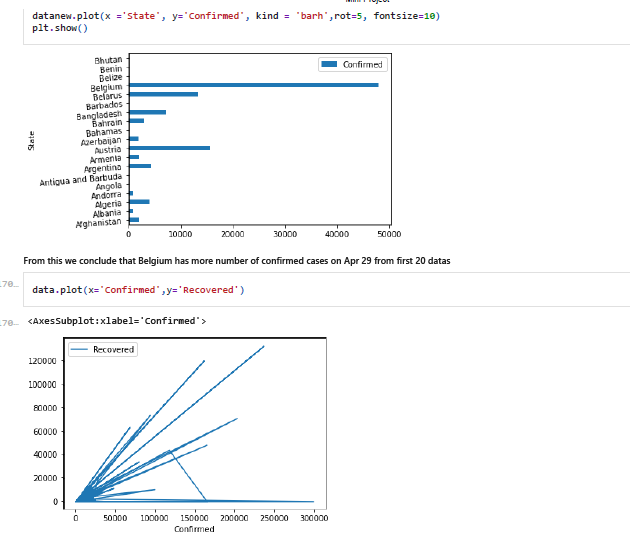 Mini Project
datanew.plot(x ='State', y='Confirmed', kind = 'barh',rot=5, fontsize=10)
plt.show()
Confirmed
Bhutan
Benin
Belize
Belgium
Belarus
Barbados
Bangladesh
Bahrain
Bahamas
Azerbaijan
Austria
Armenia
Argentina
Antigua and Barbuda
Angola
Andorra
Algeria
Albania
Afghanistan
State
0 10000 20000 30000 40000 50000
From this we conclude that Belgium has more number of confirmed cases on Apr 29 from first 20 datas
70...
data.plot(x='Confirmed',y='Recovered')
70...
<AxesSubplot:xlabel='Confirmed'>
Recovered
120000
100000
80000
60000
40000
20000
0
0 50000 100000 150000 200000 250000 300000
Confirmed